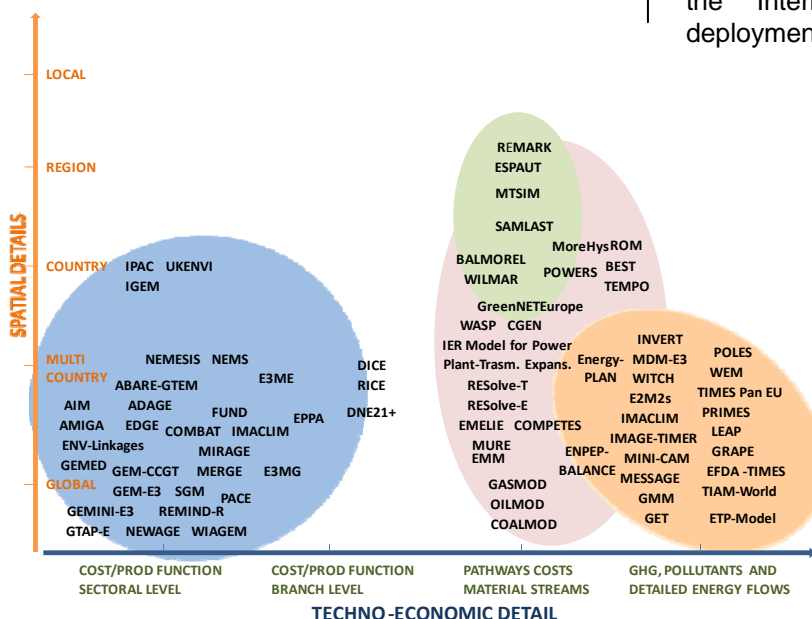 the Inter
deploymen
SPATIAL DETAILS
LOCAL
REGION
COUNTRY
MULTI
COUNTRY
GLOBAL
IPAC UKENVI
IGEM
NEMESIS NEMS
E3ME
DICE
RICE
DNE21+
ABARE-GTEM
AIM ADAGE
FUND
EPPA
AMIGA EDGE
COMBAT IMACLIM
ENV-Linkages
MIRAGE
GEMED
GEM-CCGT MERGE E3MG
GEM-E3 SGM
PACE
GEMINI-E3 REMIND-R
GTAP-E NEWAGE WIAGEM
REMARK
ESPAUT
MTSIM
SAMLAST
MoreHys ROM
BALMOREL
WILMAR
POWERS
BEST
TEMPO
GreenNETEurope
WASP CGEN
IER Model for Power
Plant-Trasm. Expans.
RESolve-T
RESolve-E
EMELIE COMPETES
MURE
EMM
GASMOD
OILMOD
COALMOD
Energy-
PLAN
ENPEP-
BALANCE
INVERT
MDM-E3
WITCH
E2M2s
IMACLIM
IMAGE-TIMER
MINI-CAM
MESSAGE
GMM
GET
POLES
WEM
TIMES Pan EU
PRIMES
LEAP
GRAPE
EFDA -TIMES
TIAM-World
ETP-Model
COST/PROD FUNCTION
SECTORAL LEVEL
COST/PROD FUNCTION
BRANCH LEVEL
PATHWAYS COSTS
MATERIAL STREAMS
GHG, POLLUTANTS AND
DETAILED ENERGY FLOWS
TECHNO-ECONOMIC DETAIL